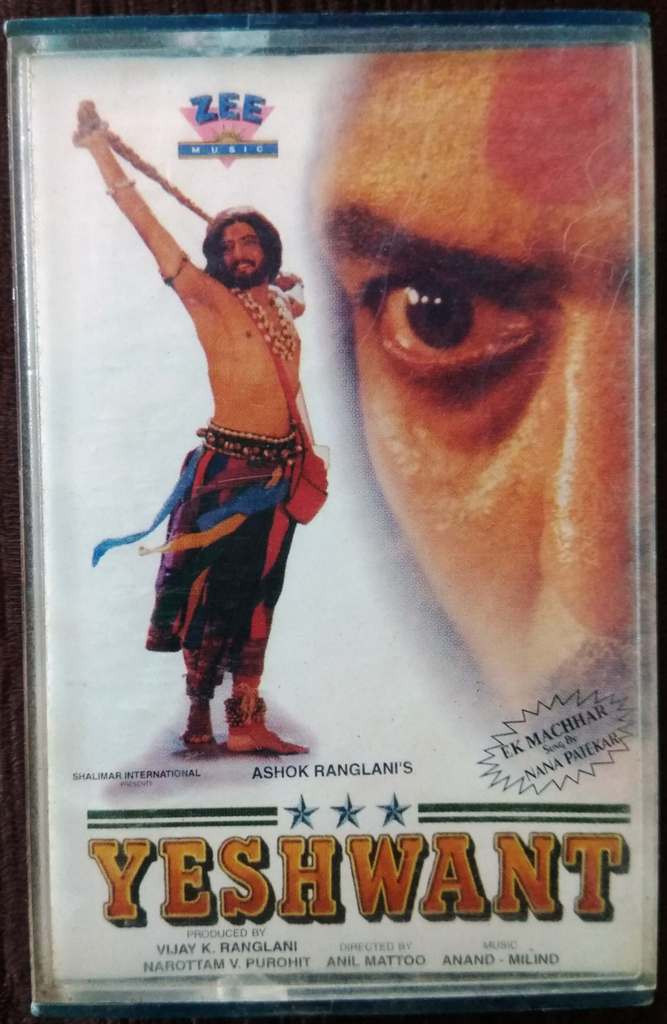 ZEE
MUSIC
EK MACHHAR
Sung By
NANA PATEKAR
SHALIMAR INTERNATIONAL
PRESENTS
ASHOK RANGLANI'S
YESHWANT
PRODUCED BY
VIJAY K. RANGLANI
NAROTTAM V. PUROHIT
DIRECTED BY
ANIL MATTOO
MUSIC
ANAND - MILIND